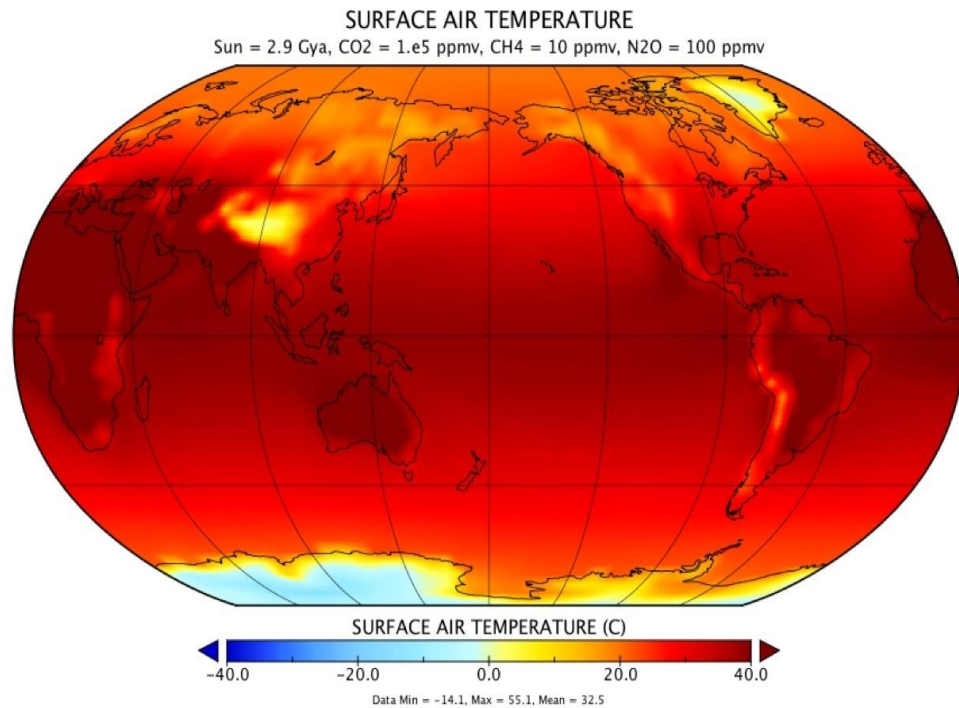 SURFACE AIR TEMPERATURE
Sun = 2.9 Gya, CO2 = 1.e5 ppmv, CH4 = 10 ppmv, N2O = 100 ppmv
SURFACE AIR TEMPERATURE (C)
-40.0 -20.0 0.0 20.0 40.0
Data Min = -14.1, Max = 55.1, Mean = 32.5